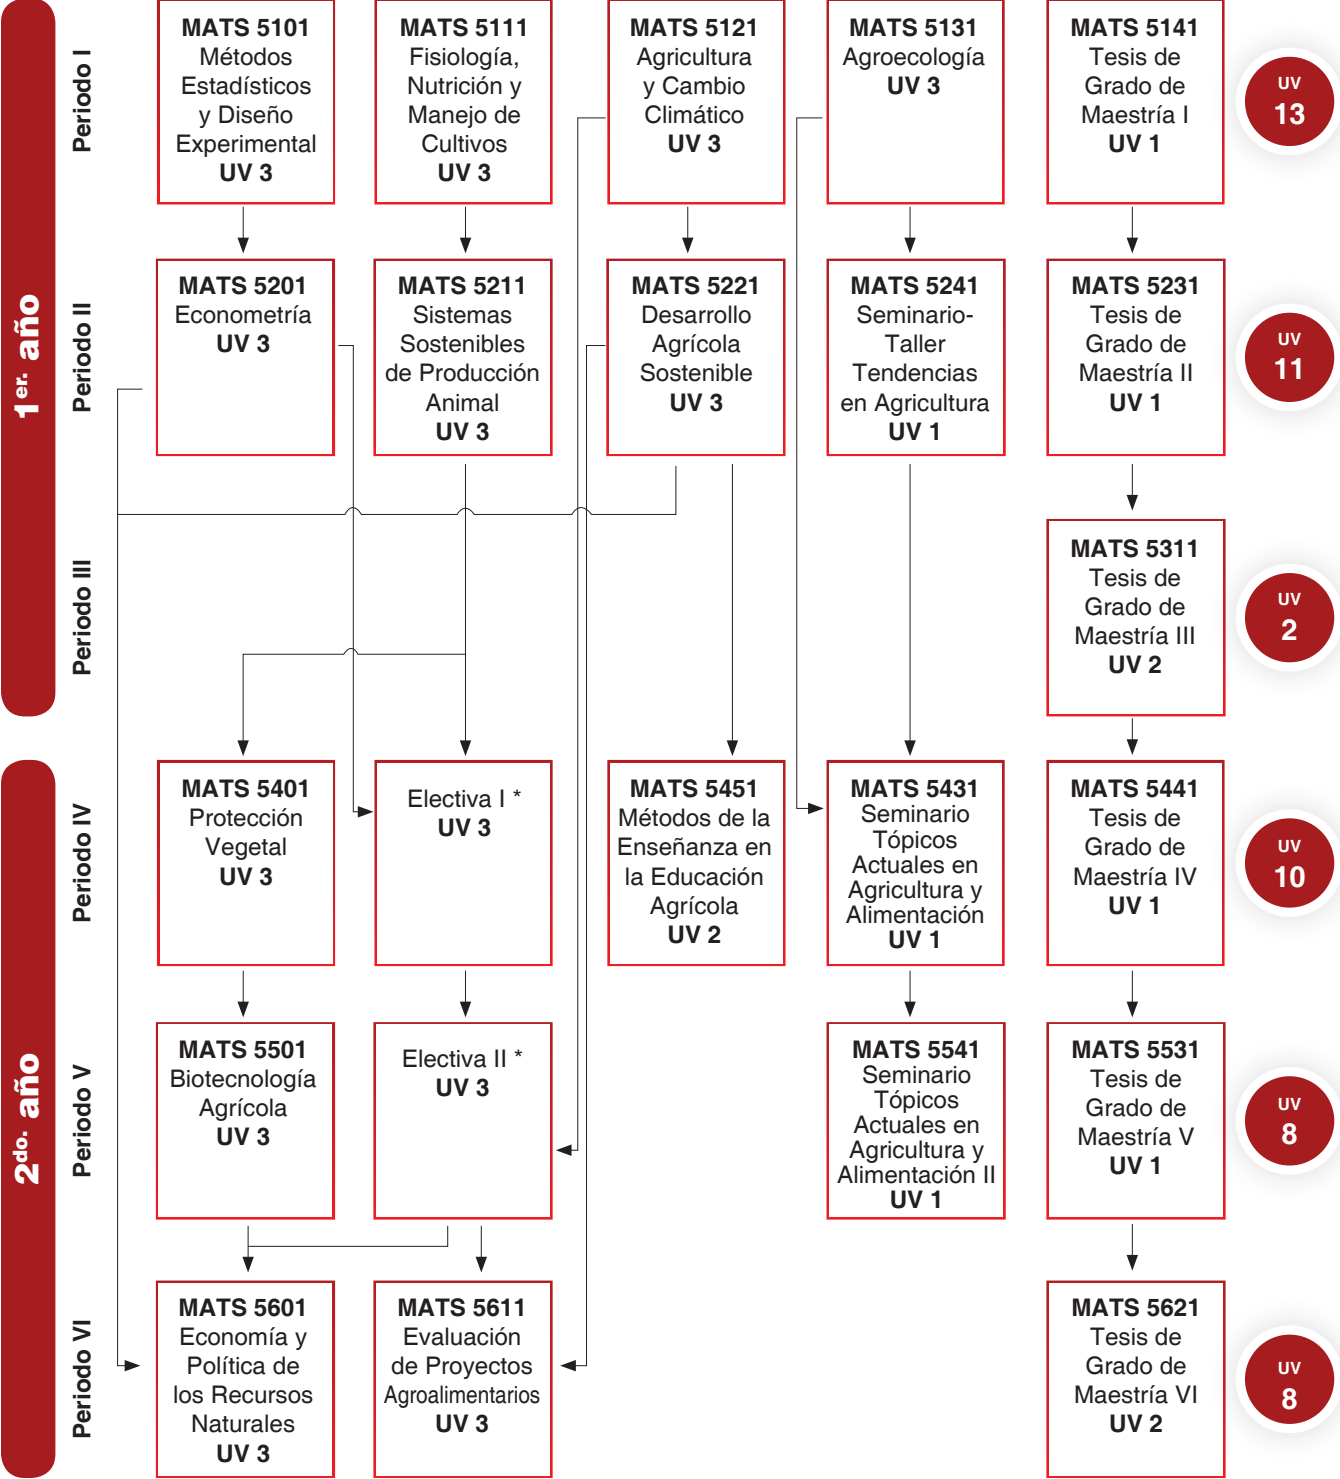 1er. año
Periodo I
MATS 5101
Métodos
Estadísticos
y Diseño
Experimental
UV 3
MATS 5111
Fisiología,
Nutrición y
Manejo de
Cultivos
UV 3
MATS 5121
Agricultura
y Cambio
Climático
UV 3
MATS 5131
Agroecología
UV 3
MATS 5141
Tesis de
Grado de
Maestría I
UV 1
UV
13
Periodo II
MATS 5201
Econometría
UV 3
MATS 5211
Sistemas
Sostenibles
de Producción
Animal
UV 3
MATS 5221
Desarrollo
Agrícola
Sostenible
UV 3
MATS 5241
Seminario-
Taller
Tendencias
en Agricultura
UV 1
MATS 5231
Tesis de
Grado de
Maestría II
UV 1
UV
11
Periodo III
MATS 5311
Tesis de
Grado de
Maestría III
UV 2
UV
2
2do. año
Periodo IV
MATS 5401
Protección
Vegetal
UV 3
Electiva I *
UV 3
MATS 5451
Métodos de la
Enseñanza en
la Educación
Agrícola
UV 2
MATS 5431
Seminario
Tópicos
Actuales en
Agricultura y
Alimentación
UV 1
MATS 5441
Tesis de
Grado de
Maestría IV
UV 1
UV
10
Periodo V
MATS 5501
Biotecnología
Agrícola
UV 3
Electiva II *
UV 3
MATS 5541
Seminario
Tópicos
Actuales en
Agricultura y
Alimentación II
UV 1
MATS 5531
Tesis de
Grado de
Maestría V
UV 1
UV
8
Periodo VI
MATS 5601
Economía y
Política de
los Recursos
Naturales
UV 3
MATS 5611
Evaluación
de Proyectos
Agroalimentarios
UV 3
MATS 5621
Tesis de
Grado de
Maestría VI
UV 2
UV
8